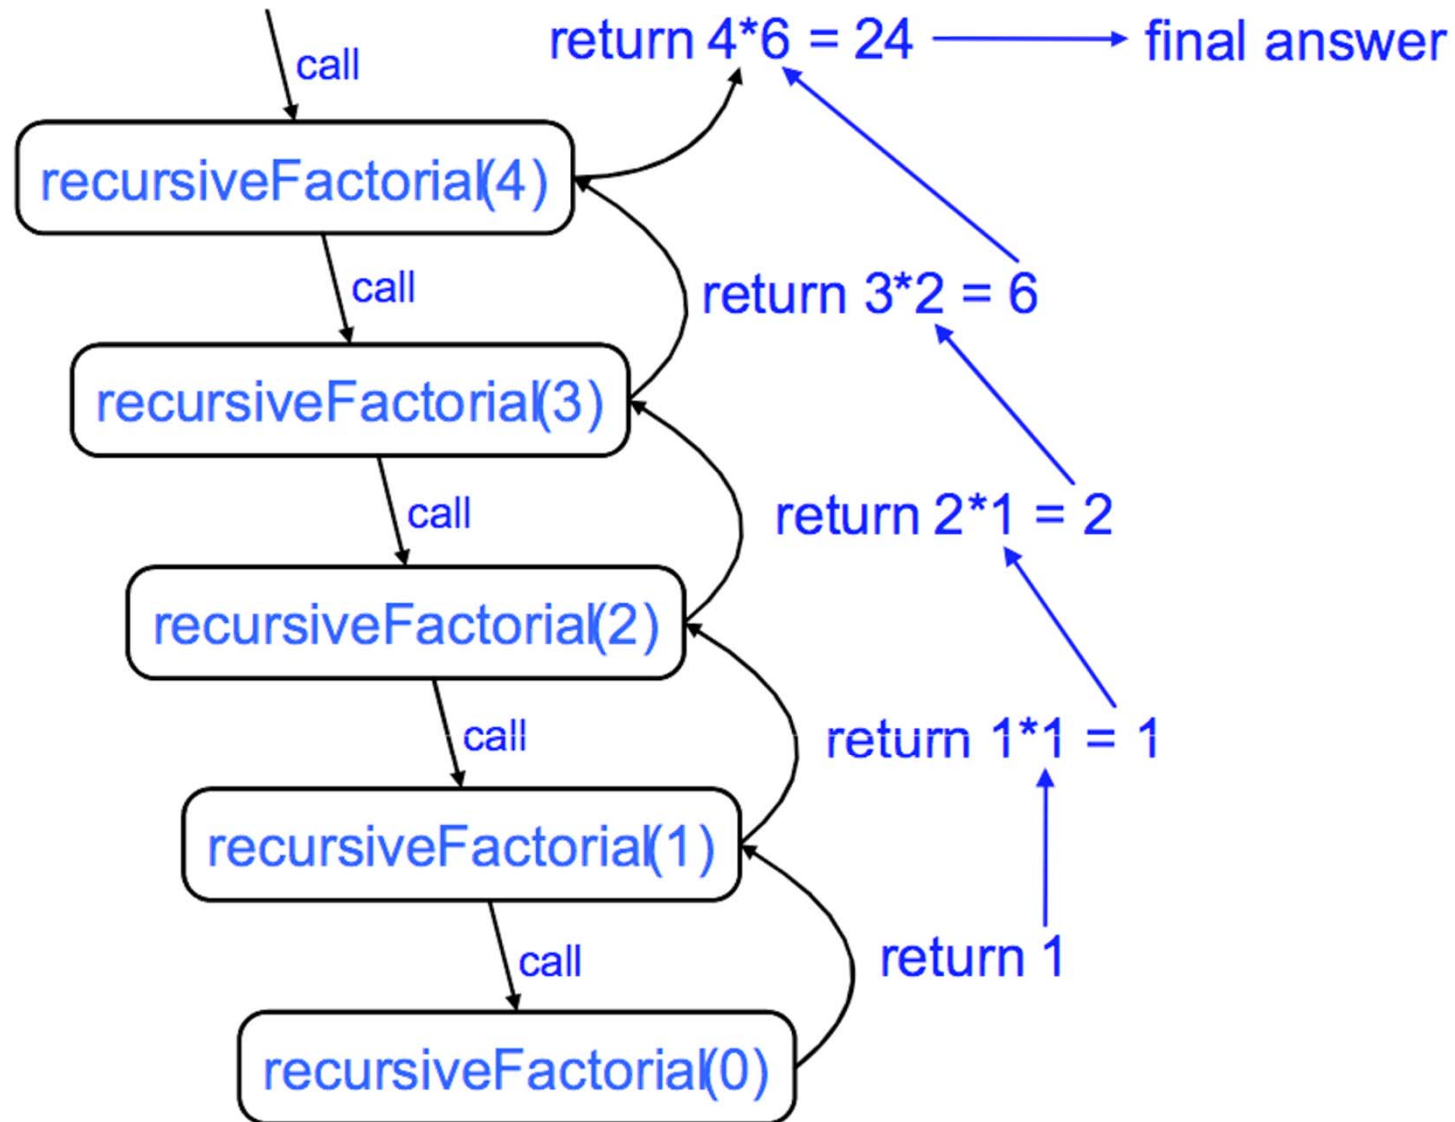 call
return 4*6 = 24
final answer
recursiveFactorial(4)
call
return 3*2 = 6
recursiveFactorial(3)
call
return 2*1 = 2
recursiveFactorial(2)
call
return 1*1 = 1
recursiveFactorial(1)
call
return 1
recursiveFactorial(0)